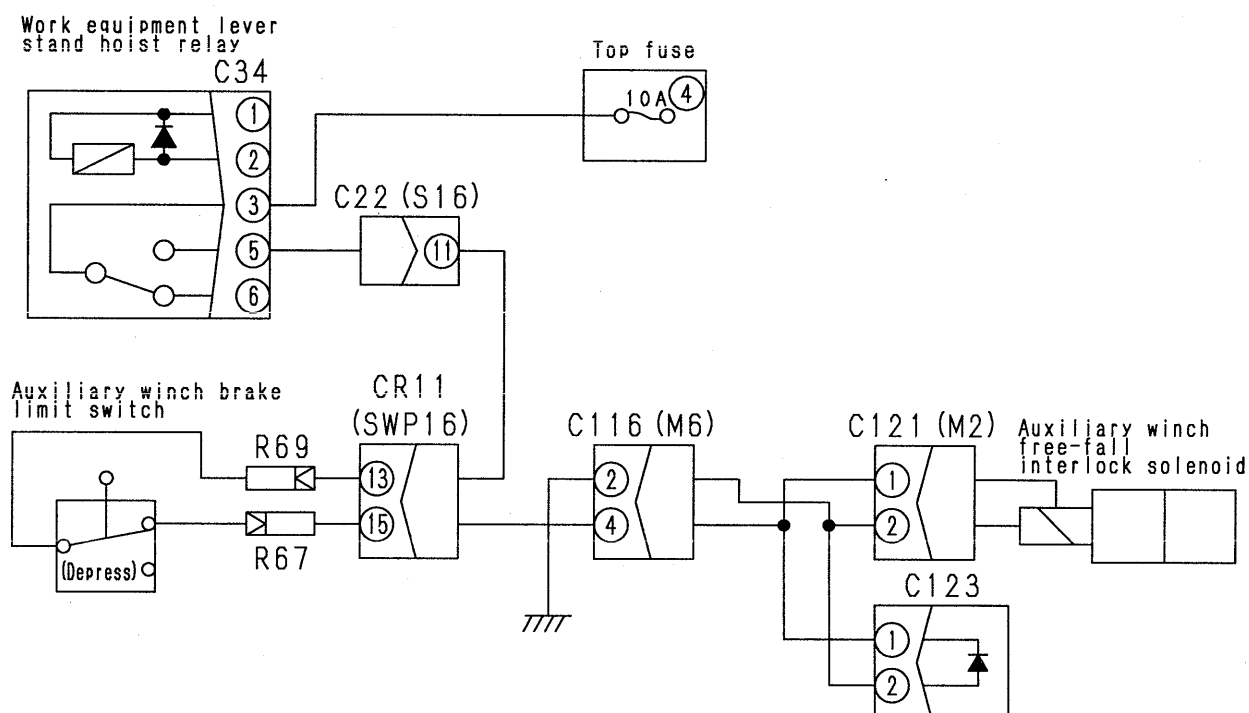 Work equipment lever
stand hoist relay
C34
1
2
3
5
6
Top fuse
10A
4
C22 (S16)
11
Auxiliary winch brake
limit switch
(Depress)
R69
R67
CR11
(SWP16)
13
15
C116 (M6)
2
4
C121 (M2)
1
2
Auxiliary winch
free-fall
interlock solenoid
C123
1
2